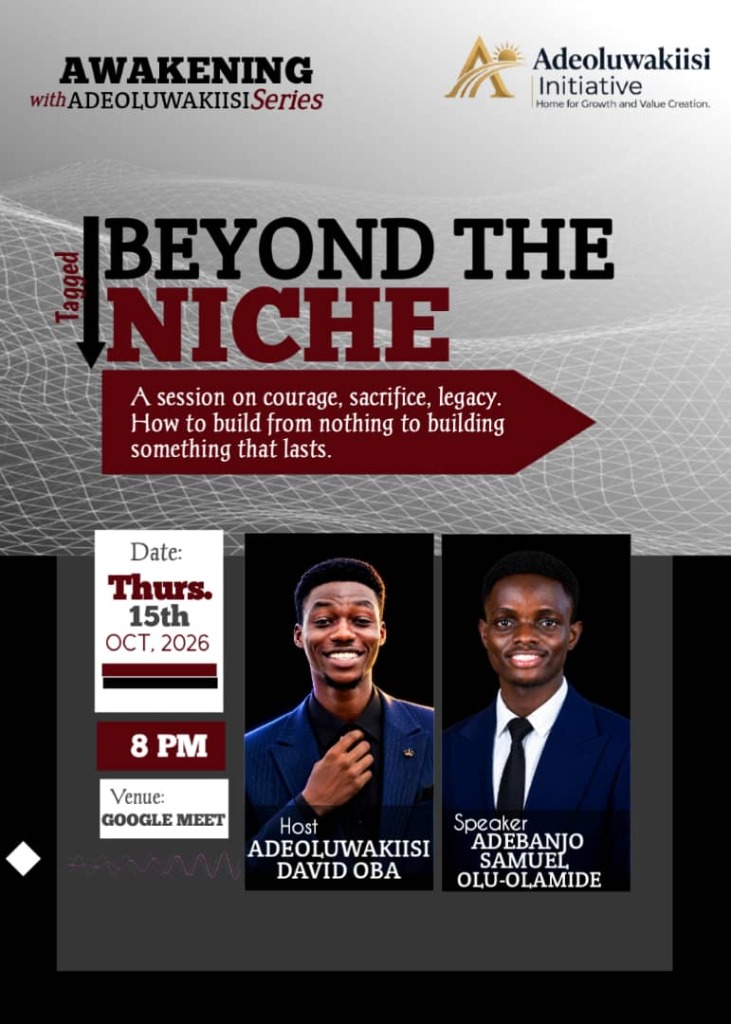 AWAKENING
with ADEOLUWAKIISI Series
Adeoluwakiisi
Initiative
Home for Growth and Value Creation.
Tagged
BEYOND THE
NICHE
A session on courage, sacrifice, legacy.
How to build from nothing to building
something that lasts.
Date:
Thurs.
15th
OCT, 2026
8 PM
Venue:
GOOGLE MEET
Host
ADEOLUWAKIISI
DAVID OBA
Speaker
ADEBANJO
SAMUEL
OLU-OLAMIDE